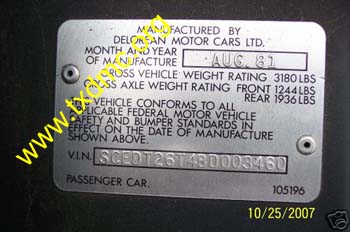 MANUFACTURED BY
DELOREAN MOTOR CARS LTD.
MONTH AND YEAR
OF MANUFACTURE AUG. 81
GROSS VEHICLE WEIGHT RATING 3180 LBS
GROSS AXLE WEIGHT RATING FRONT 1244 LBS
REAR 1936 LBS
THIS VEHICLE CONFORMS TO ALL
APPLICABLE FEDERAL MOTOR VEHICLE
SAFETY AND BUMPER STANDARDS IN
EFFECT ON THE DATE OF MANUFACTURE
SHOWN ABOVE.
V.I.N. SCEDT26T4BD003460
PASSENGER CAR. 105196
www.txdmc.org
10/25/2007